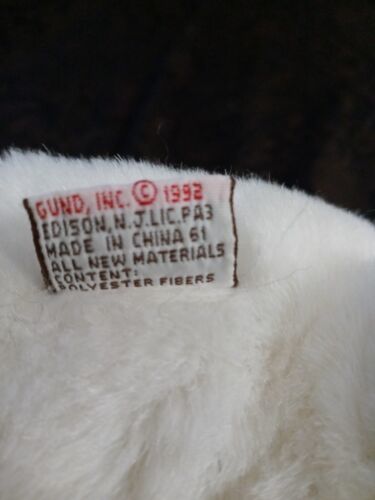 GUND, INC. © 1992
EDISON, N.J. LIC. PA3
MADE IN CHINA 61
ALL NEW MATERIALS
CONTENT:
POLYESTER FIBERS